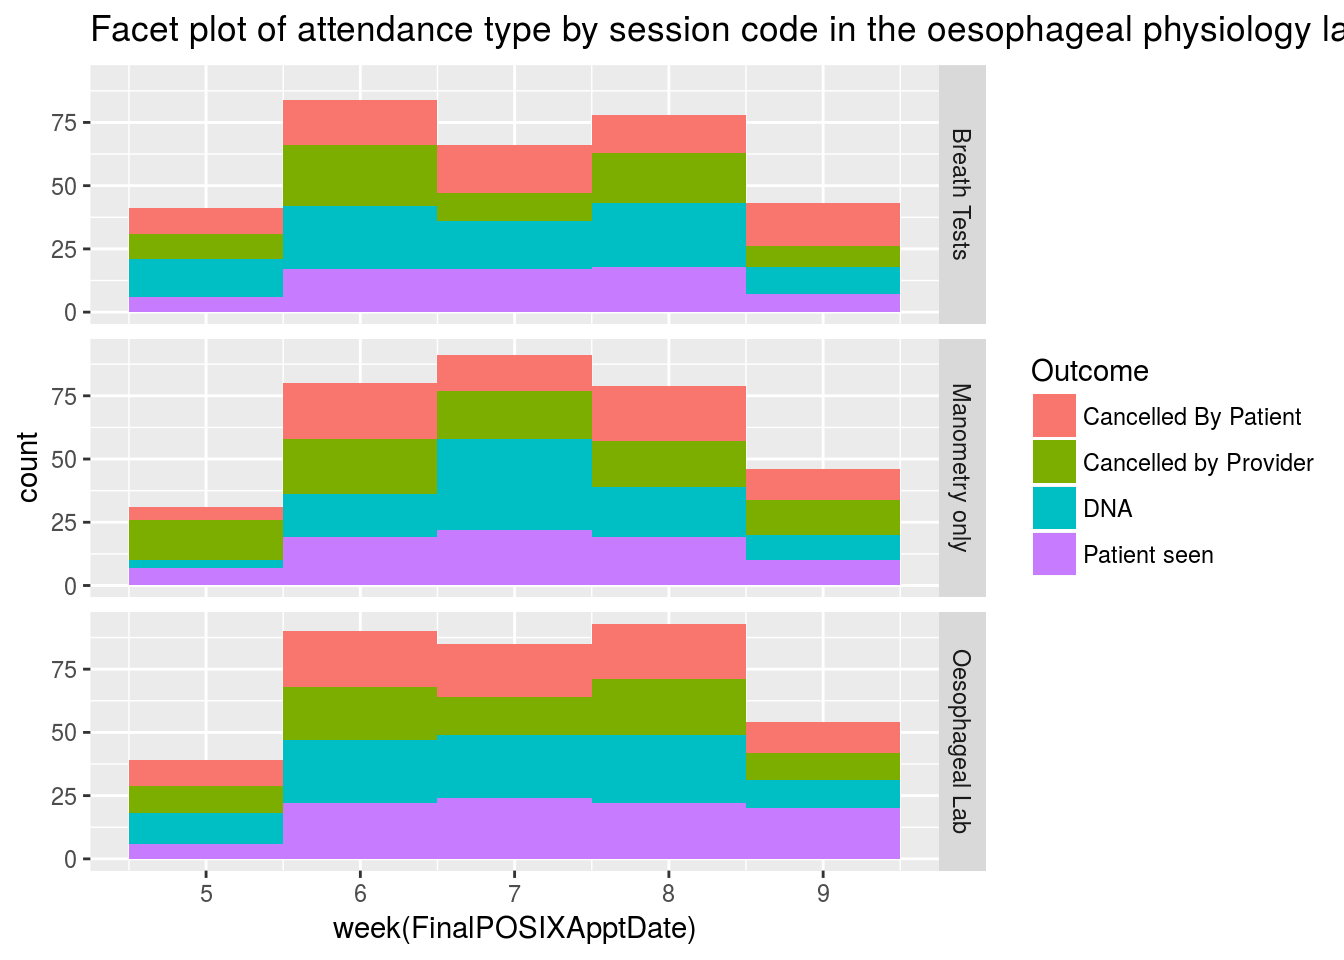 Facet plot of attendance type by session code in the oesophageal physiology la
75
50
25
0
Breath Tests
75
50
25
0
Manometry only
75
50
25
0
Oesophageal Lab
count
5 6 7 8 9
week(FinalPOSIXApptDate)
Outcome
Cancelled By Patient
Cancelled by Provider
DNA
Patient seen